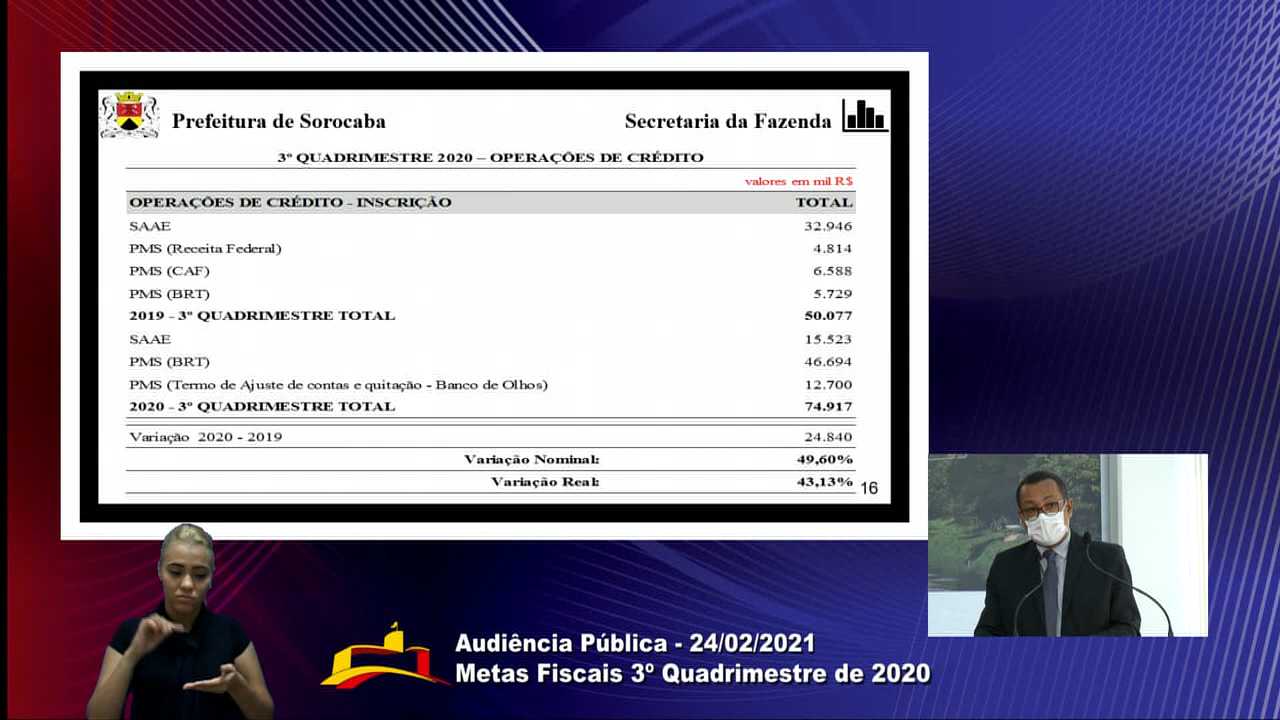 Prefeitura de Sorocaba
Secretaria da Fazenda
3º QUADRIMESTRE 2020 – OPERAÇÕES DE CRÉDITO
valores em mil R$
OPERAÇÕES DE CRÉDITO - INSCRIÇÃO TOTAL
SAAE 32.946
PMS (Receita Federal) 4.814
PMS (CAF) 6.588
PMS (BRT) 5.729
2019 - 3º QUADRIMESTRE TOTAL 50.077
SAAE 15.523
PMS (BRT) 46.694
PMS (Termo de Ajuste de contas e quitação - Banco de Olhos) 12.700
2020 - 3º QUADRIMESTRE TOTAL 74.917
Variação 2020 - 2019 24.840
Variação Nominal: 49,60%
Variação Real: 43,13%
16
Audiência Pública - 24/02/2021
Metas Fiscais 3º Quadrimestre de 2020